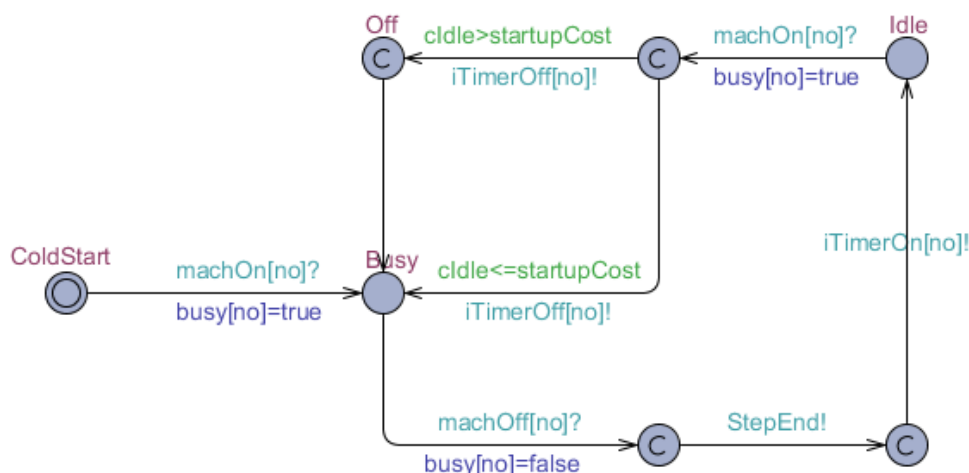 Off
cIdle>startupCost
machOn[no]?
Idle
C
C
iTimerOff[no]!
busy[no]=true
iTimerOn[no]!
ColdStart
machOn[no]?
Busy
cIdle<=startupCost
busy[no]=true
iTimerOff[no]!
machOff[no]?
StepEnd!
C
C
busy[no]=false